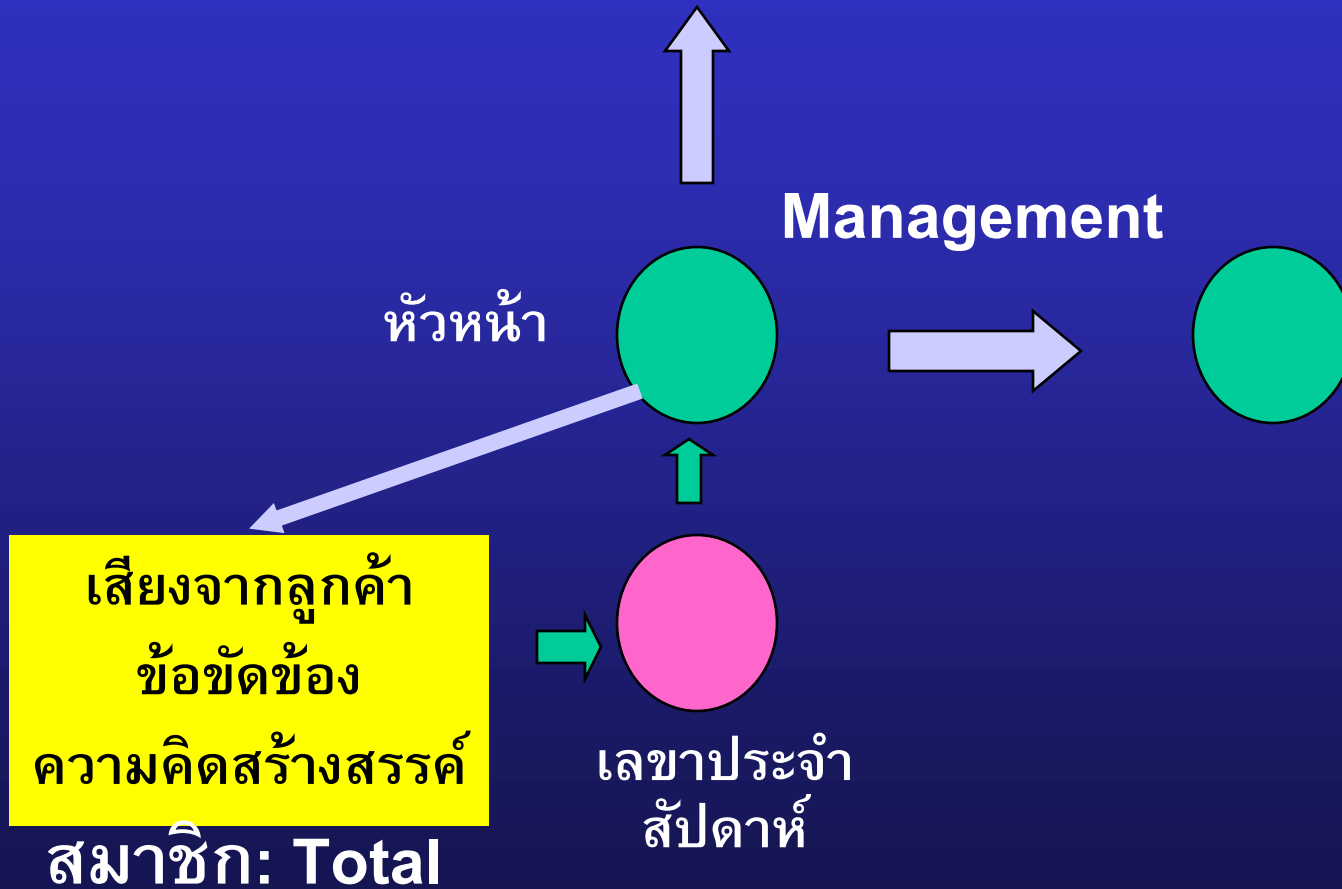 Management
หัวหน้า
เสียงจากลูกค้า
ข้อขัดข้อง
ความคิดสร้างสรรค์
เลขาประจำ
สัปดาห์
สมาชิก: Total